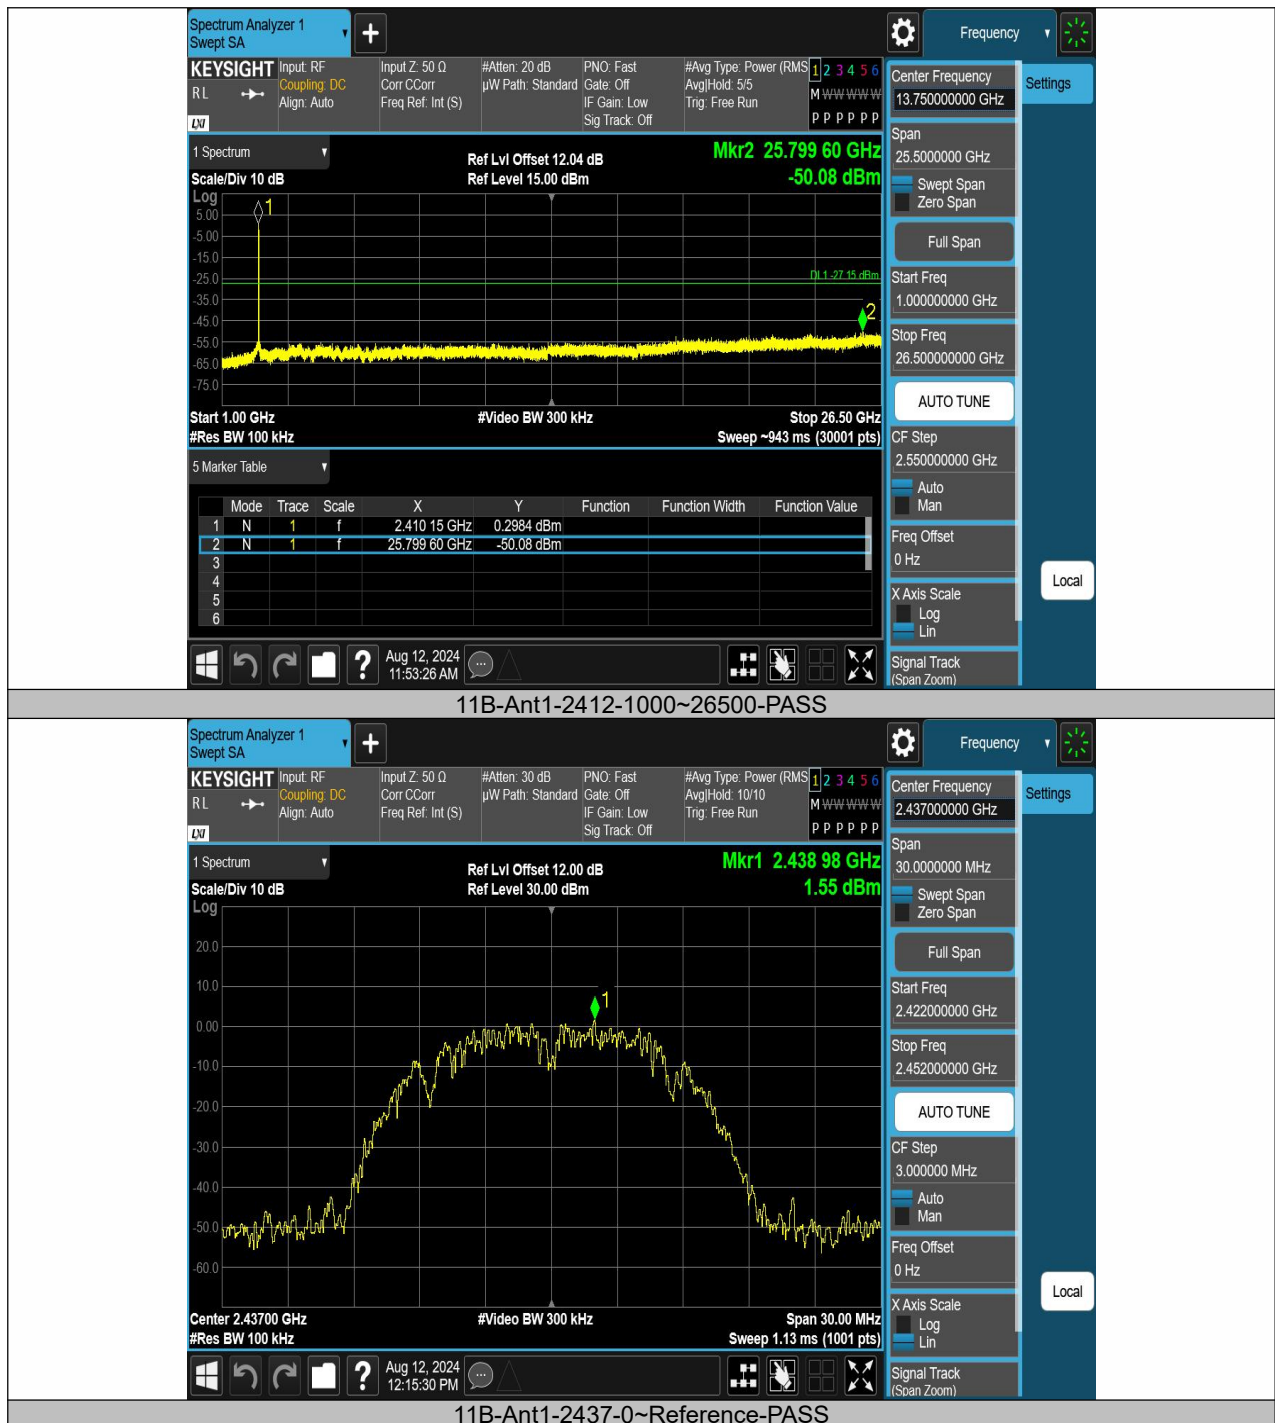 Spectrum Analyzer 1
Swept SA
+
Frequency
KEYSIGHT
RL
LXI
Input: RF
Coupling: DC
Align: Auto
Input Z: 50 Ω
Corr CCorr
Freq Ref: Int (S)
#Atten: 20 dB
µW Path: Standard
PNO: Fast
Gate: Off
IF Gain: Low
Sig Track: Off
#Avg Type: Power (RMS
Avg|Hold: 5/5
Trig: Free Run
1 2 3 4 5 6
M W W W W W
P P P P P P
Center Frequency
13.750000000 GHz
Settings
Span
25.5000000 GHz
Swept Span
Zero Span
Full Span
Start Freq
1.000000000 GHz
Stop Freq
26.500000000 GHz
AUTO TUNE
CF Step
2.550000000 GHz
Auto
Man
Freq Offset
0 Hz
X Axis Scale
Log
Lin
Signal Track
(Span Zoom)
Local
1 Spectrum
Scale/Div 10 dB
Ref Lvl Offset 12.04 dB
Ref Level 15.00 dBm
Mkr2 25.799 60 GHz
-50.08 dBm
Log
5.00
-5.00
-15.0
-25.0
-35.0
-45.0
-55.0
-65.0
-75.0
1
DL1 -27.15 dBm
2
Start 1.00 GHz
#Video BW 300 kHz
Stop 26.50 GHz
#Res BW 100 kHz
Sweep ~943 ms (30001 pts)
5 Marker Table
Mode Trace Scale X Y Function Function Width Function Value
1 N 1 f 2.410 15 GHz 0.2984 dBm
2 N 1 f 25.799 60 GHz -50.08 dBm
3
4
5
6
?
Aug 12, 2024
11:53:26 AM
11B-Ant1-2412-1000~26500-PASS
Spectrum Analyzer 1
Swept SA
+
Frequency
KEYSIGHT
RL
LXI
Input: RF
Coupling: DC
Align: Auto
Input Z: 50 Ω
Corr CCorr
Freq Ref: Int (S)
#Atten: 30 dB
µW Path: Standard
PNO: Fast
Gate: Off
IF Gain: Low
Sig Track: Off
#Avg Type: Power (RMS
Avg|Hold: 10/10
Trig: Free Run
1 2 3 4 5 6
M W W W W W
P P P P P P
Center Frequency
2.437000000 GHz
Settings
Span
30.0000000 MHz
Swept Span
Zero Span
Full Span
Start Freq
2.422000000 GHz
Stop Freq
2.452000000 GHz
AUTO TUNE
CF Step
3.000000 MHz
Auto
Man
Freq Offset
0 Hz
X Axis Scale
Log
Lin
Signal Track
(Span Zoom)
Local
1 Spectrum
Scale/Div 10 dB
Ref Lvl Offset 12.00 dB
Ref Level 30.00 dBm
Mkr1 2.438 98 GHz
1.55 dBm
Log
20.0
10.0
0.00
-10.0
-20.0
-30.0
-40.0
-50.0
-60.0
1
Center 2.43700 GHz
#Video BW 300 kHz
Span 30.00 MHz
#Res BW 100 kHz
Sweep 1.13 ms (1001 pts)
?
Aug 12, 2024
12:15:30 PM
11B-Ant1-2437-0~Reference-PASS